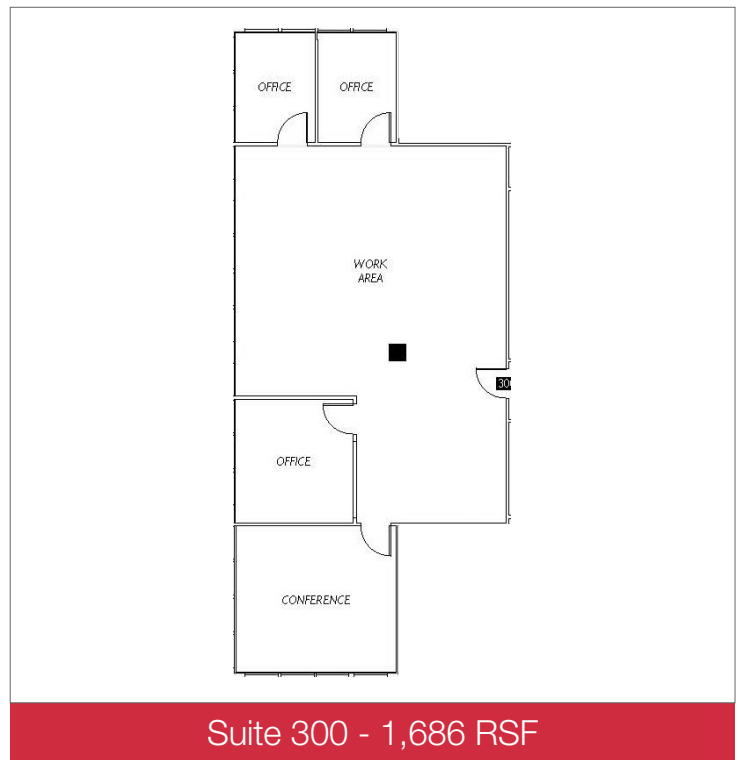 OFFICE
OFFICE
WORK
AREA
OFFICE
CONFERENCE
Suite 300 - 1,686 RSF